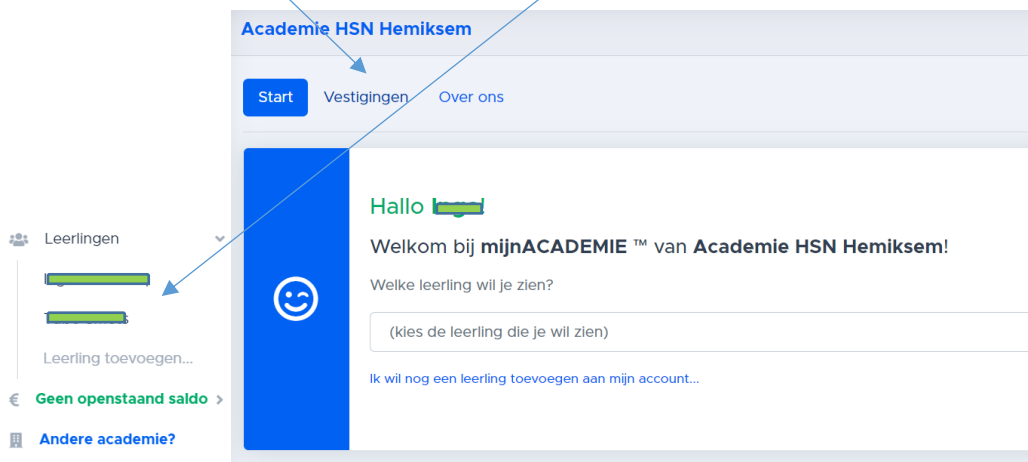 Academie HSN Hemiksem
Start Vestigingen Over ons
Hallo
Welkom bij mijnACADEMIE ™ van Academie HSN Hemiksem!
Welke leerling wil je zien?
(kies de leerling die je wil zien)
Ik wil nog een leerling toevoegen aan mijn account...
Leerlingen
Leerling toevoegen...
€ Geen openstaand saldo >
Andere academie?